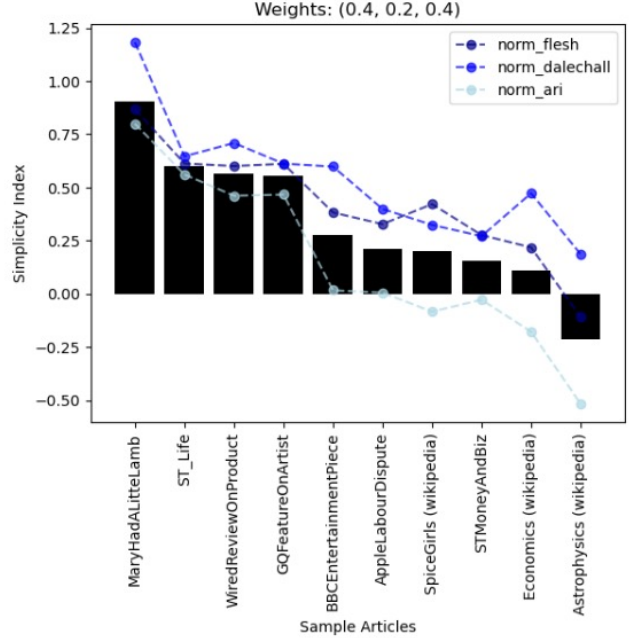 Weights: (0.4, 0.2, 0.4)
norm_flesh
norm_dalechall
norm_ari
Simplicity Index
1.25
1.00
0.75
0.50
0.25
0.00
−0.25
−0.50
MaryHadALitteLamb
ST_Life
WiredReviewOnProduct
GQFeatureOnArtist
BBCEntertainmentPiece
AppleLabourDispute
SpiceGirls (wikipedia)
STMoneyAndBiz
Economics (wikipedia)
Astrophysics (wikipedia)
Sample Articles